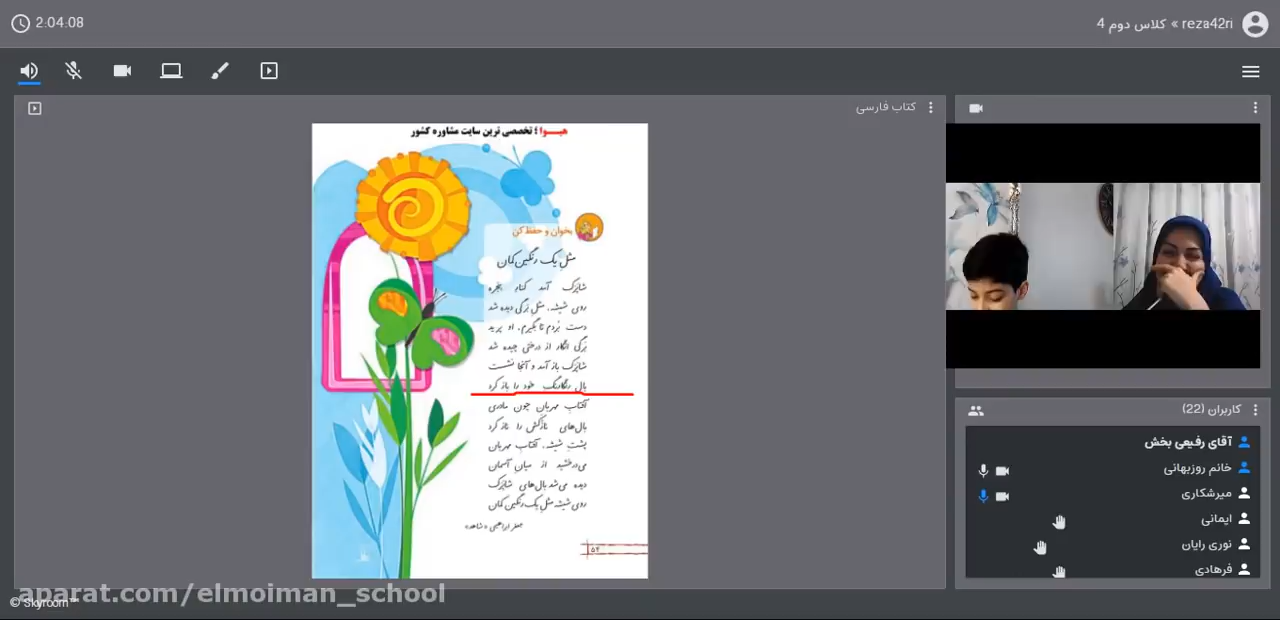 2:04:08
reza42ri » کلاس دوم 4
کتاب فارسی
هیـــوا ؛ تخصصی ترین سایت مشاوره کشور
بخوان و حفظ کن
مثل یک رنگین کمان
شاپرک آمد کنار پنجره
روی شیشه، مثل برگی دیده شد
دست بُردم تا بگیرم، او پرید
برگی انگار از درختی چیده شد
شاپرک باز آمد و آنجا نشست
بال رنگارنگ خود را باز کرد
آفتاب مهربان چون مادری
بال‌های نازکش را ناز کرد
پشت شیشه، آفتاب مهربان
می‌درخشید از میان آسمان
دیده می‌شد بال‌های شاپرک
روی شیشه مثل یک رنگین کمان
جعفر ابراهیمی «شاهد»
۵۴
کاربران (22)
آقای رفیعی بخش
خانم روزبهانی
میرشکاری
ایمانی
نوری رایان
فرهادی
aparat.com/elmoiman_school
© Skyroom™